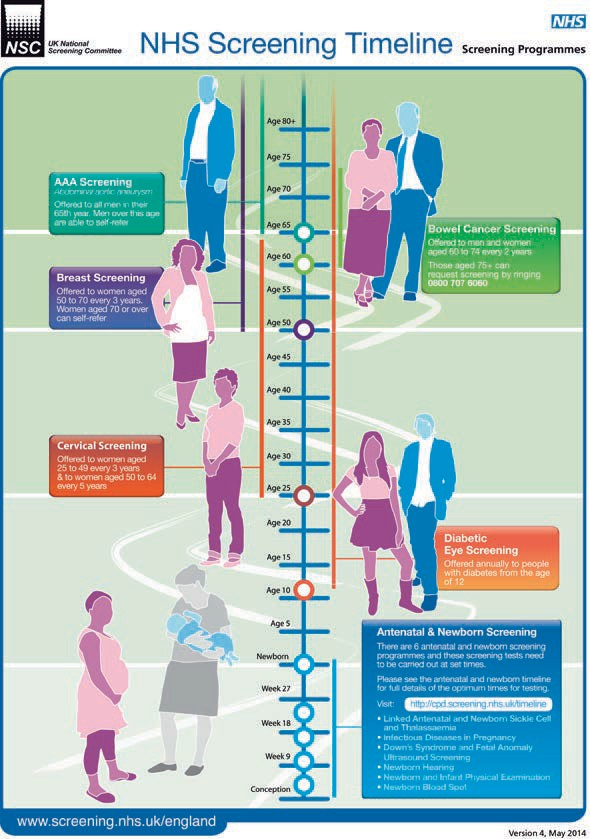 NSC
UK National
Screening Committee
NHS Screening Timeline
NHS
Screening Programmes
Age 80+
Age 75
Age 70
Age 65
Age 60
Age 55
Age 50
Age 45
Age 40
Age 35
Age 30
Age 25
Age 20
Age 15
Age 10
Age 5
Newborn
Week 27
Week 18
Week 9
Conception
AAA Screening
Abdominal aortic aneurysm
Offered to all men in their
65th year. Men over this age
are able to self-refer
Bowel Cancer Screening
Offered to men and women
aged 60 to 74 every 2 years
Those aged 75+ can
request screening by ringing
0800 707 6060
Breast Screening
Offered to women aged
50 to 70 every 3 years.
Women aged 70 or over
can self-refer
Cervical Screening
Offered to women aged
25 to 49 every 3 years
& to women aged 50 to 64
every 5 years
Diabetic
Eye Screening
Offered annually to people
with diabetes from the age
of 12
Antenatal & Newborn Screening
There are 6 antenatal and newborn screening
programmes and these screening tests need
to be carried out at set times.
Please see the antenatal and newborn timeline
for full details of the optimum times for testing.
Visit: http://cpd.screening.nhs.uk/timeline
• Linked Antenatal and Newborn Sickle Cell
and Thalassaemia
• Infectious Diseases in Pregnancy
• Down's Syndrome and Fetal Anomaly
Ultrasound Screening
• Newborn Hearing
• Newborn and Infant Physical Examination
• Newborn Blood Spot
www.screening.nhs.uk/england
Version 4, May 2014